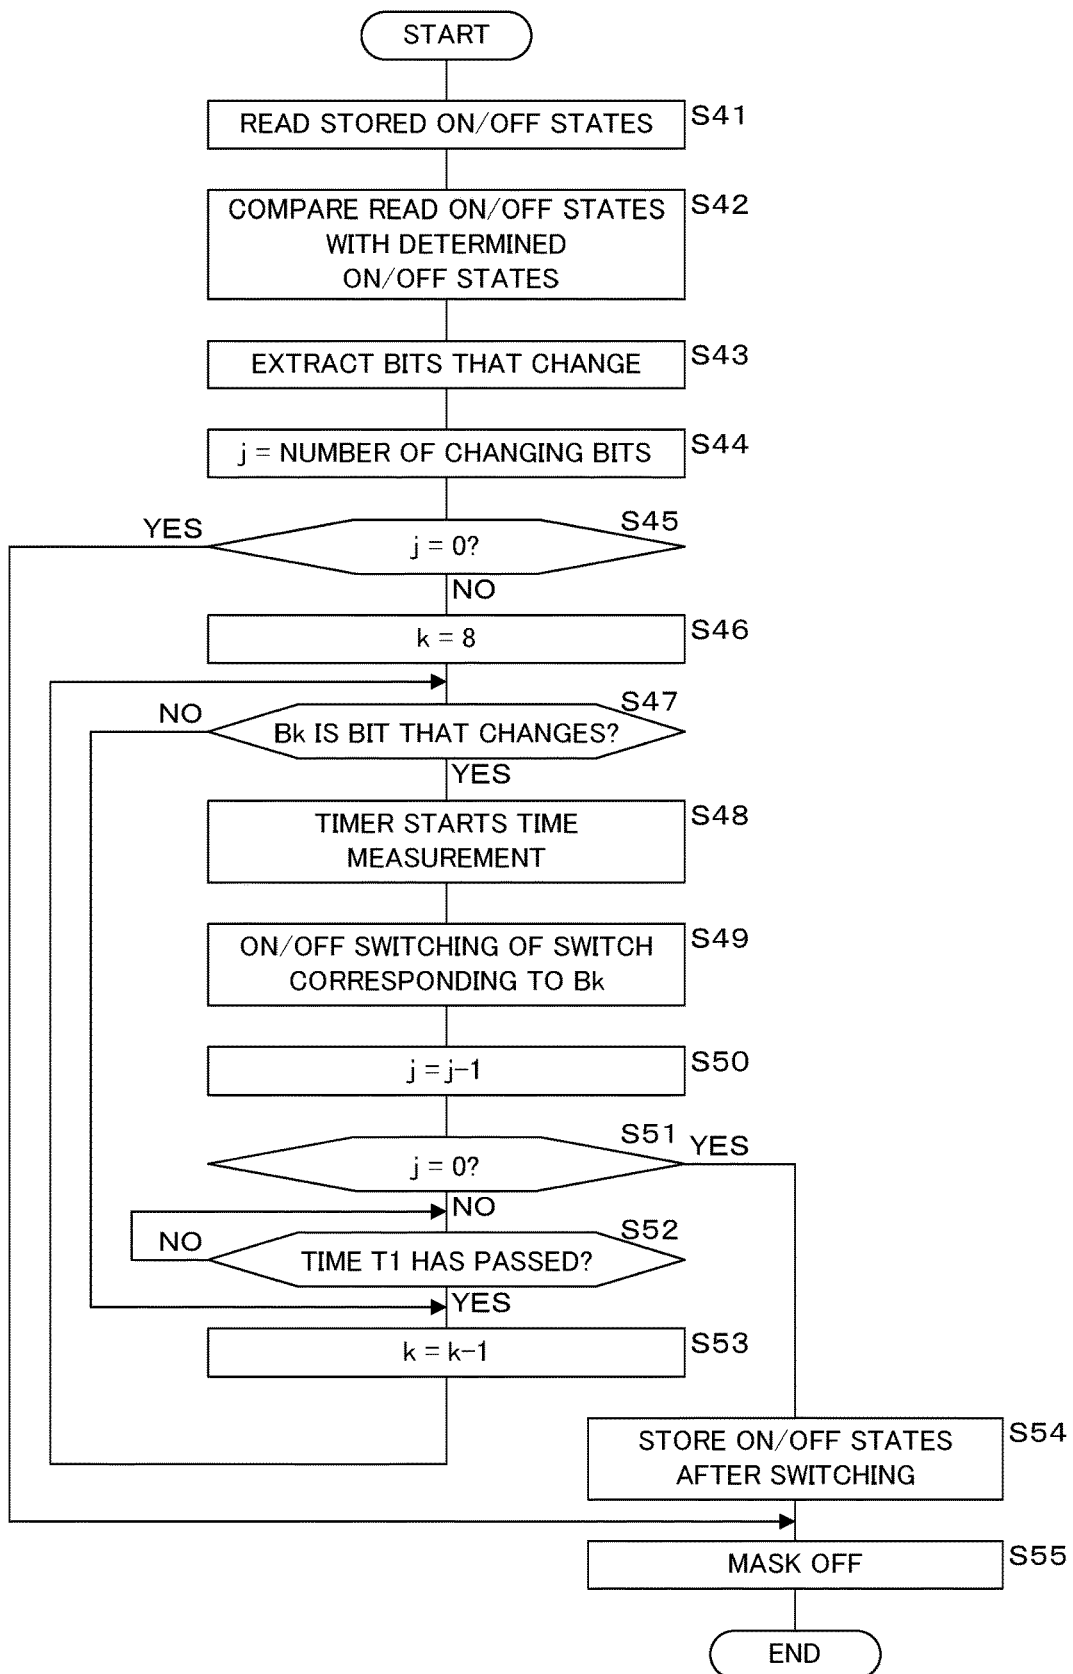 START
READ STORED ON/OFF STATES
S41
COMPARE READ ON/OFF STATES
WITH DETERMINED
ON/OFF STATES
S42
EXTRACT BITS THAT CHANGE
S43
j = NUMBER OF CHANGING BITS
S44
YES
S45
j = 0?
NO
k = 8
S46
NO
S47
Bk IS BIT THAT CHANGES?
YES
TIMER STARTS TIME
MEASUREMENT
S48
ON/OFF SWITCHING OF SWITCH
CORRESPONDING TO Bk
S49
j = j-1
S50
S51
YES
j = 0?
NO
S52
NO
TIME T1 HAS PASSED?
YES
k = k-1
S53
STORE ON/OFF STATES
AFTER SWITCHING
S54
MASK OFF
S55
END